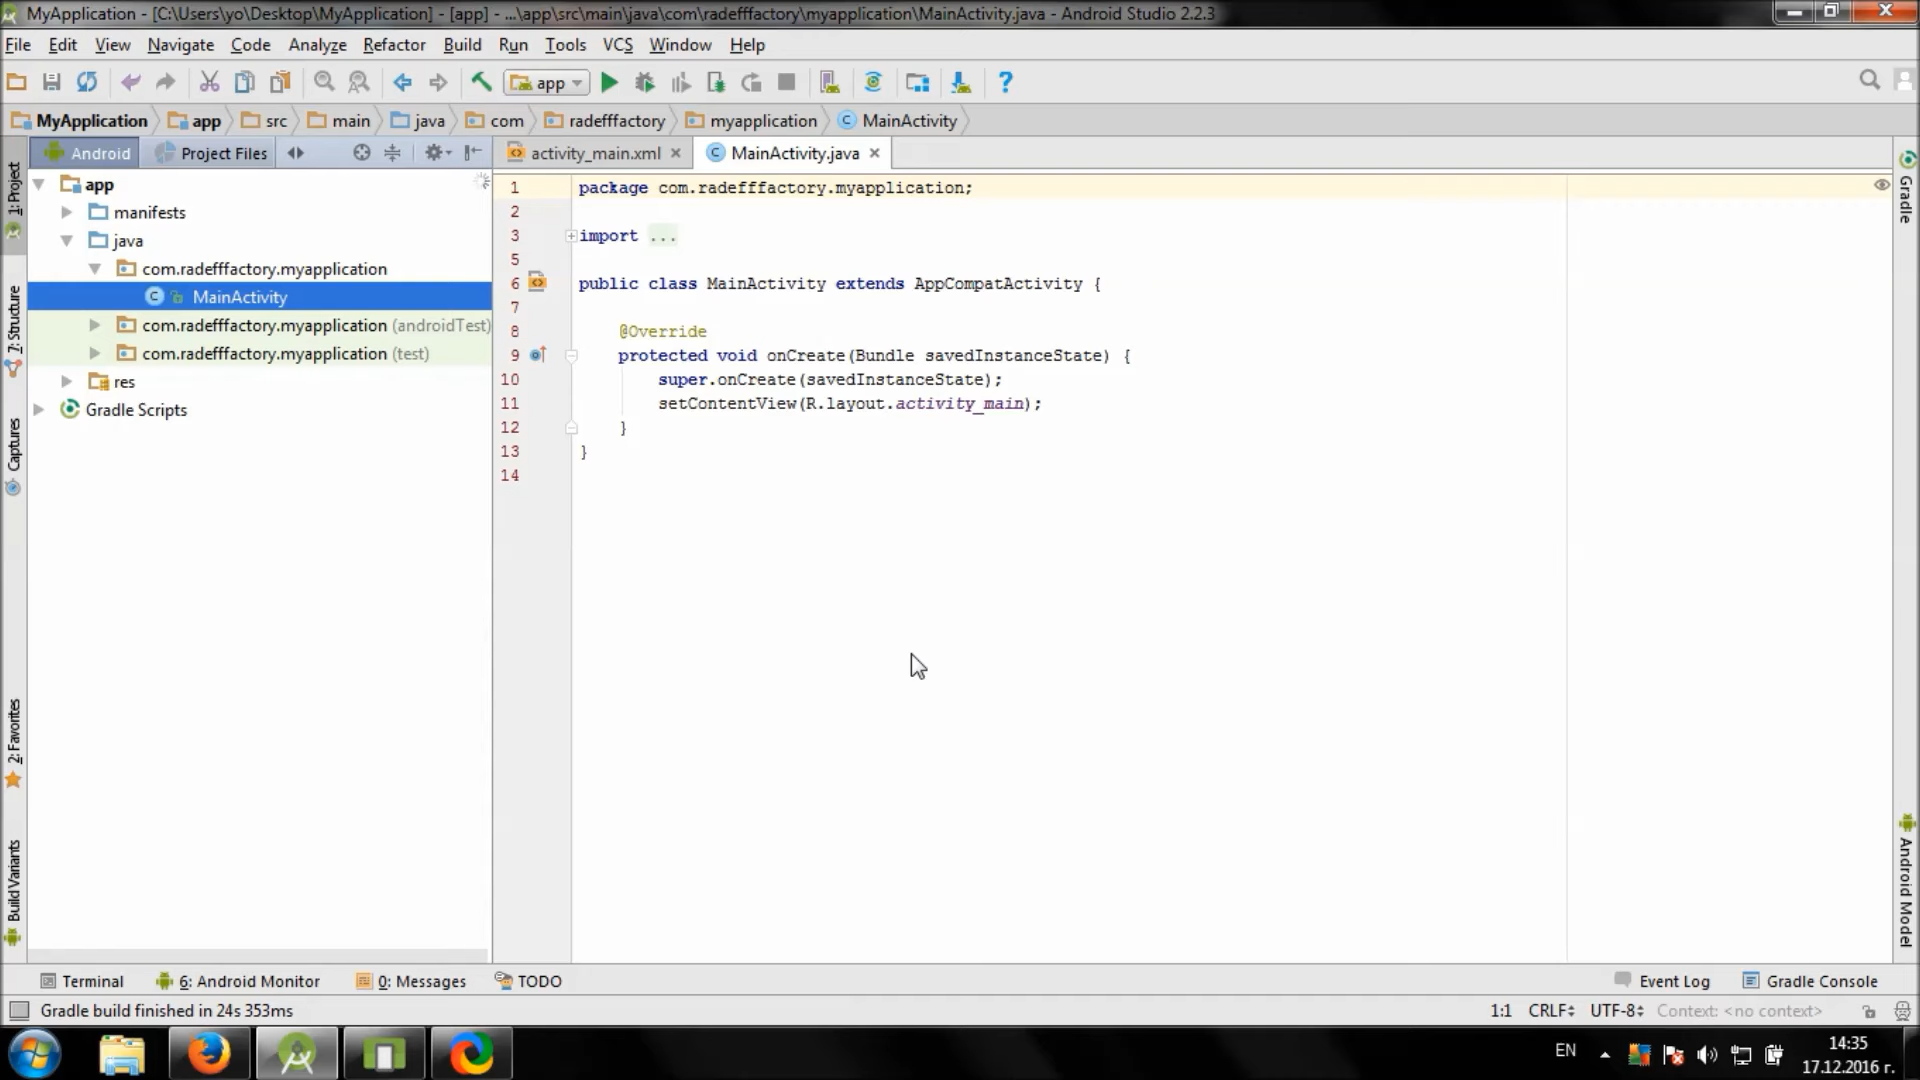 MyApplication - [C:\Users\yo\Desktop\MyApplication] - [app] - ...\app\src\main\java\com\radefffactory\myapplication\MainActivity.java - Android Studio 2.2.3
File Edit View Navigate Code Analyze Refactor Build Run Tools VCS Window Help
app
MyApplication app src main java com radefffactory myapplication MainActivity
1: Project
7: Structure
Captures
2: Favorites
Build Variants
Android Project Files
app
manifests
java
com.radefffactory.myapplication
MainActivity
com.radefffactory.myapplication (androidTest)
com.radefffactory.myapplication (test)
res
Gradle Scripts
activity_main.xml MainActivity.java
1 package com.radefffactory.myapplication;
2
3 import ...
5
6 public class MainActivity extends AppCompatActivity {
7
8 @Override
9 protected void onCreate(Bundle savedInstanceState) {
10 super.onCreate(savedInstanceState);
11 setContentView(R.layout.activity_main);
12 }
13 }
14
Gradle
Android Model
Terminal 6: Android Monitor 0: Messages TODO Event Log Gradle Console
Gradle build finished in 24s 353ms 1:1 CRLF UTF-8 Context: <no context>
EN 14:35
17.12.2016 г.